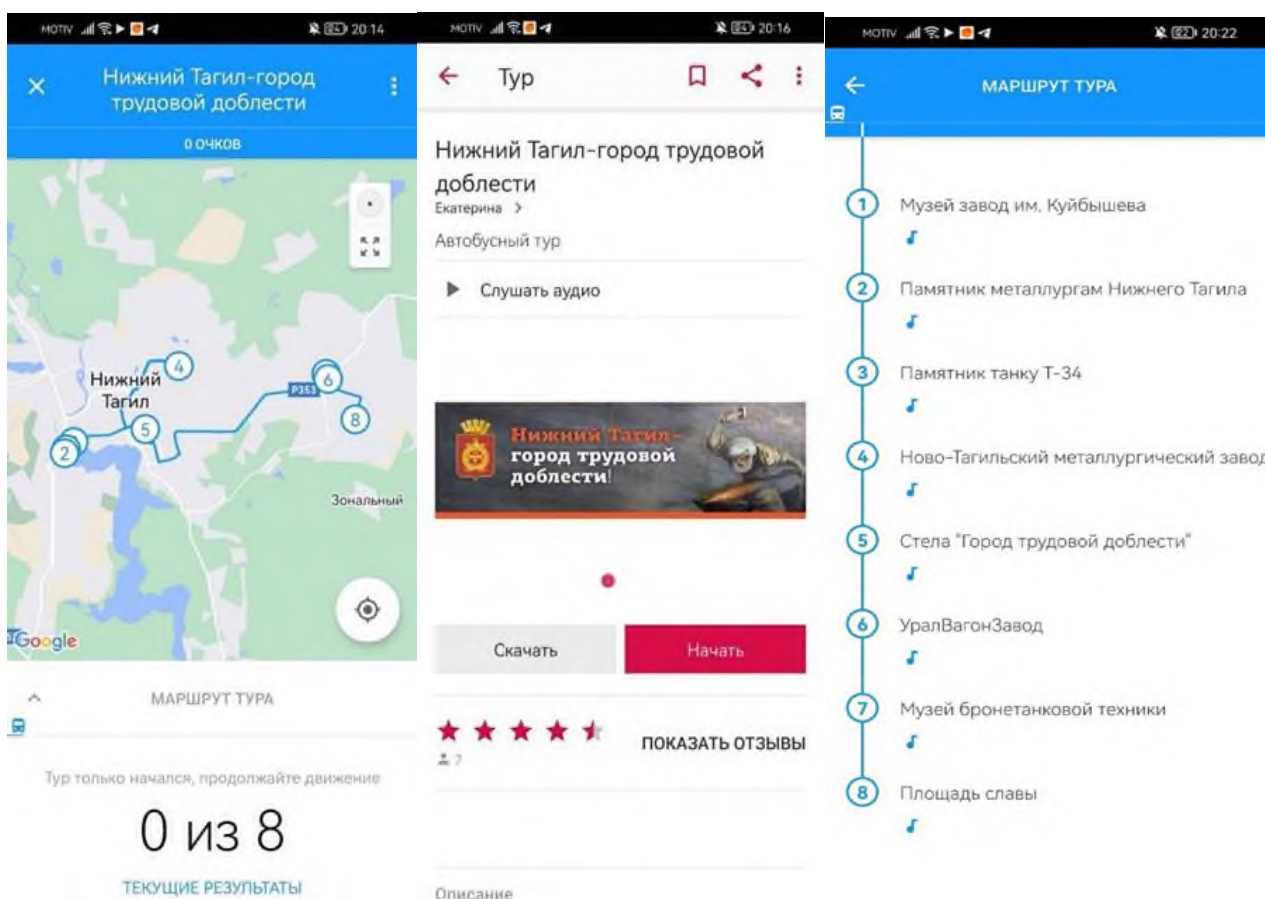 MOTIV 84 20:14
Нижний Тагил-город
трудовой доблести
0 ОЧКОВ
4
Нижний
Тагил
P353
6
5
8
2
Зональный
Google
МАРШРУТ ТУРА
Тур только начался, продолжайте движение
0 из 8
ТЕКУЩИЕ РЕЗУЛЬТАТЫ
MOTIV 84 20:16
Тур
Нижний Тагил-город трудовой
доблести
Екатерина >
Автобусный тур
Слушать аудио
Нижний Тагил-
город трудовой
доблести!
Скачать Начать
7
ПОКАЗАТЬ ОТЗЫВЫ
Описание
MOTIV 82 20:22
МАРШРУТ ТУРА
1 Музей завод им. Куйбышева
2 Памятник металлургам Нижнего Тагила
3 Памятник танку Т-34
4 Ново-Тагильский металлургический завод
5 Стела "Город трудовой доблести"
6 УралВагонЗавод
7 Музей бронетанковой техники
8 Площадь славы